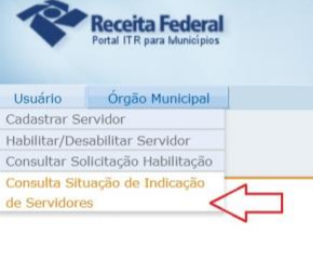 Receita Federal
Portal ITR para Municípios
Usuário Órgão Municipal
Cadastrar Servidor
Habilitar/Desabilitar Servidor
Consultar Solicitação Habilitação
Consulta Situação de Indicação
de Servidores